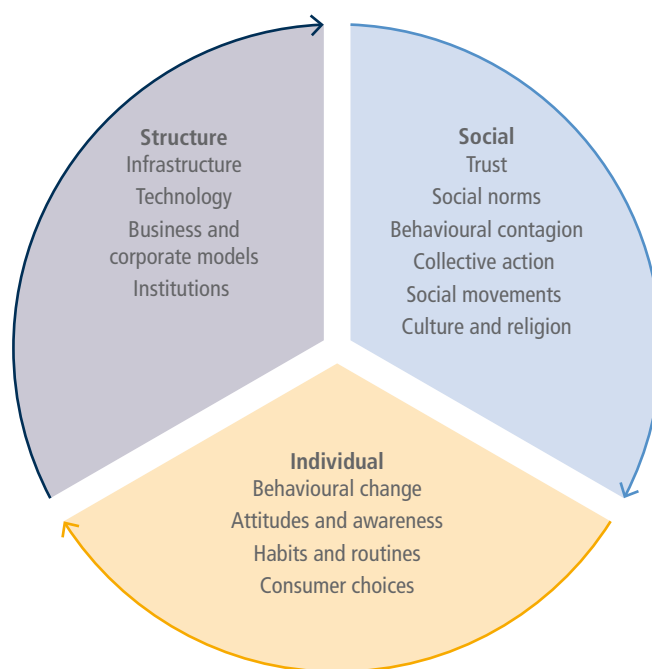 Structure
Infrastructure
Technology
Business and
corporate models
Institutions
Social
Trust
Social norms
Behavioural contagion
Collective action
Social movements
Culture and religion
Individual
Behavioural change
Attitudes and awareness
Habits and routines
Consumer choices